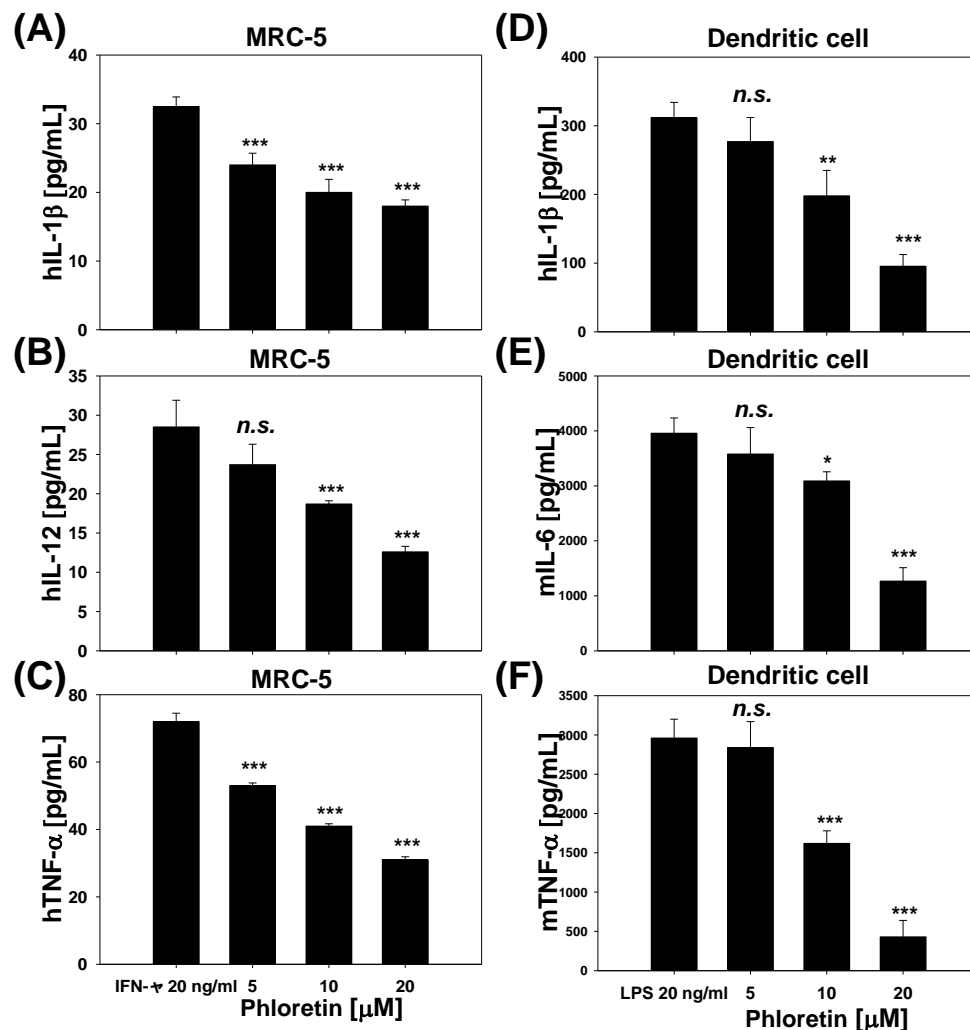 (A)
MRC-5
hIL-1β [pg/mL]
40
30
20
10
0
***
***
***
(D)
Dendritic cell
hIL-1β [pg/mL]
400
300
200
100
0
n.s.
**
***
(B)
MRC-5
hIL-12 [pg/mL]
35
30
25
20
15
10
5
0
n.s.
***
***
(E)
Dendritic cell
mIL-6 [pg/mL]
5000
4000
3000
2000
1000
0
n.s.
*
***
(C)
MRC-5
hTNF-α [pg/mL]
80
60
40
20
0
***
***
***
IFN-γ 20 ng/ml 5 10 20
Phloretin [μM]
(F)
Dendritic cell
mTNF-α [pg/mL]
3500
3000
2500
2000
1500
1000
500
0
n.s.
***
***
LPS 20 ng/ml 5 10 20
Phloretin [μM]